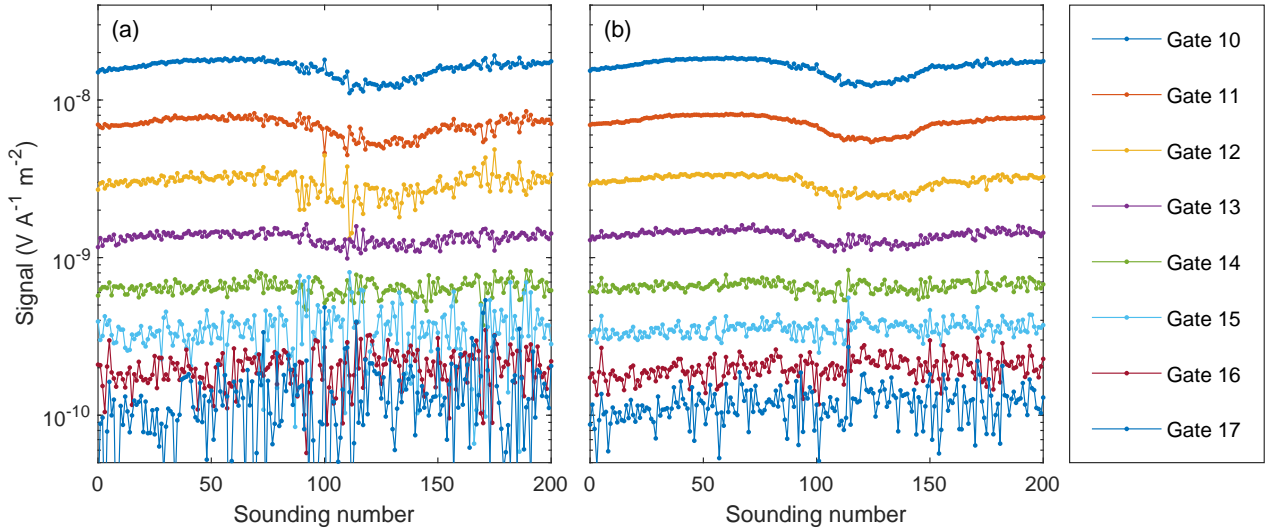 (a)
(b)
Signal (V A⁻¹ m⁻²)
10⁻⁸
10⁻⁹
10⁻¹⁰
0 50 100 150 200
0 50 100 150 200
Sounding number
Sounding number
Gate 10
Gate 11
Gate 12
Gate 13
Gate 14
Gate 15
Gate 16
Gate 17